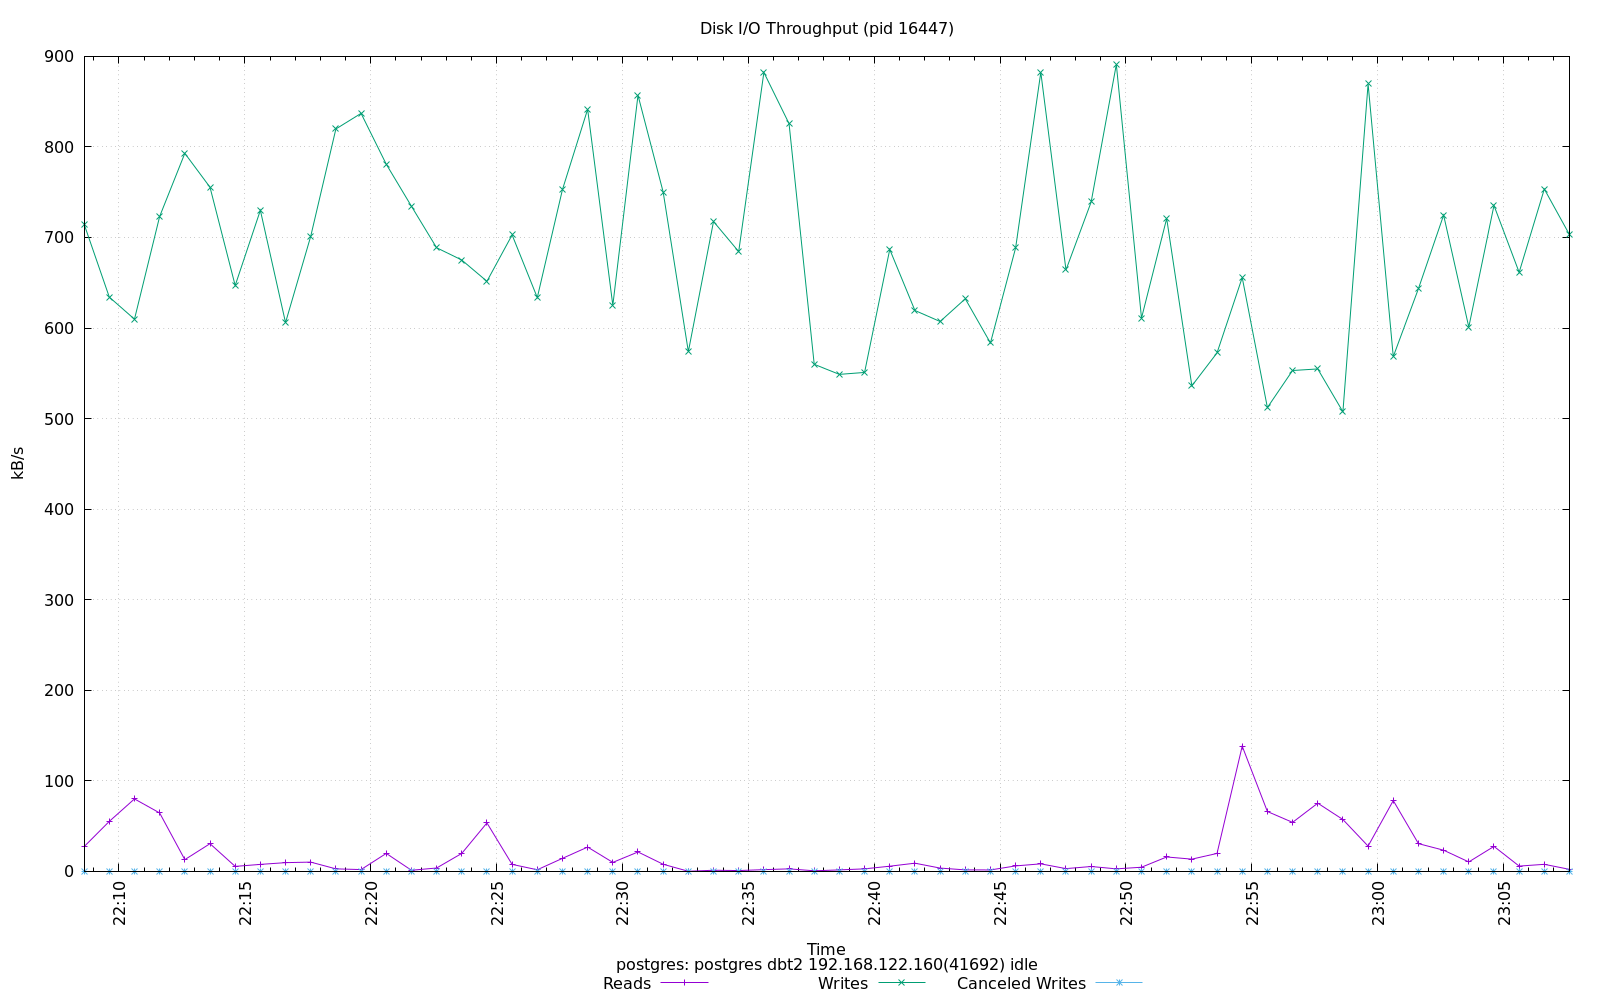 Disk I/O Throughput (pid 16447)
900
800
700
600
500
400
300
200
100
0
kB/s
22:10 22:15 22:20 22:25 22:30 22:35 22:40 22:45 22:50 22:55 23:00 23:05
Time
postgres: postgres dbt2 192.168.122.160(41692) idle
Reads Writes Canceled Writes